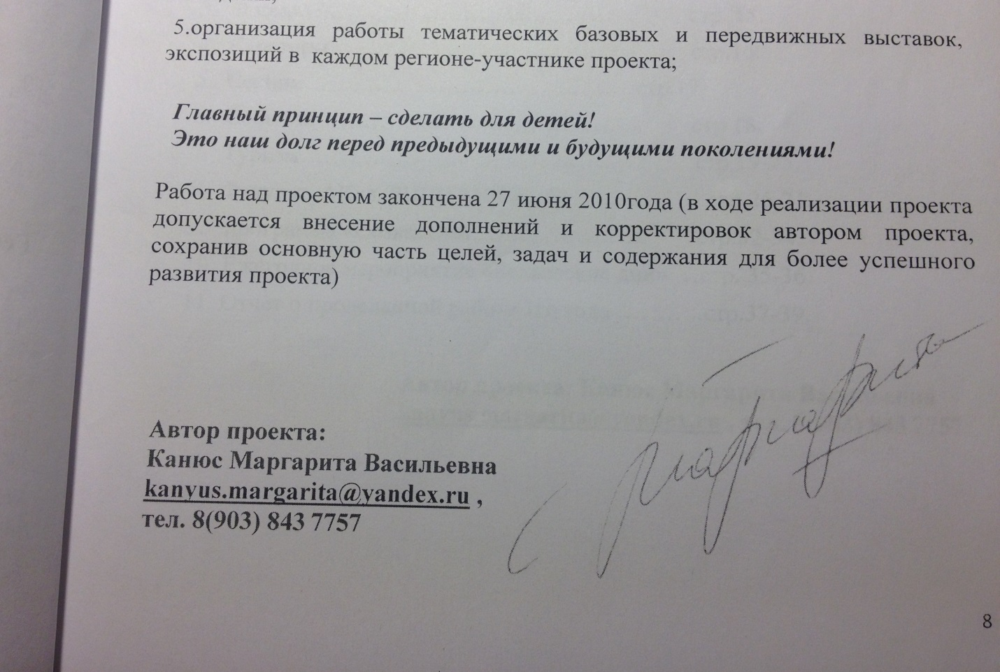 5.организация работы тематических базовых и передвижных выставок,
экспозиций в каждом регионе-участнике проекта;
Главный принцип – сделать для детей!
Это наш долг перед предыдущими и будущими поколениями!
Работа над проектом закончена 27 июня 2010года (в ходе реализации проекта
допускается внесение дополнений и корректировок автором проекта,
сохранив основную часть целей, задач и содержания для более успешного
развития проекта)
Автор проекта:
Канюс Маргарита Васильевна
kanyus.margarita@yandex.ru ,
тел. 8(903) 843 7757
8